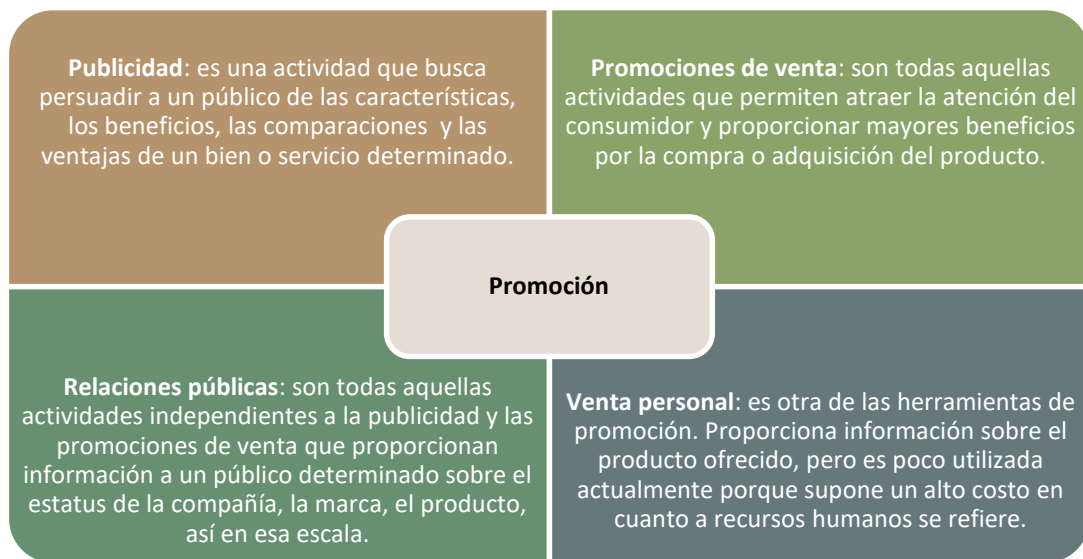 Publicidad: es una actividad que busca
persuadir a un público de las características,
los beneficios, las comparaciones y las
ventajas de un bien o servicio determinado.
Promociones de venta: son todas aquellas
actividades que permiten atraer la atención del
consumidor y proporcionar mayores beneficios
por la compra o adquisición del producto.
Promoción
Relaciones públicas: son todas aquellas
actividades independientes a la publicidad y las
promociones de venta que proporcionan
información a un público determinado sobre el
estatus de la compañía, la marca, el producto,
así en esa escala.
Venta personal: es otra de las herramientas de
promoción. Proporciona información sobre el
producto ofrecido, pero es poco utilizada
actualmente porque supone un alto costo en
cuanto a recursos humanos se refiere.